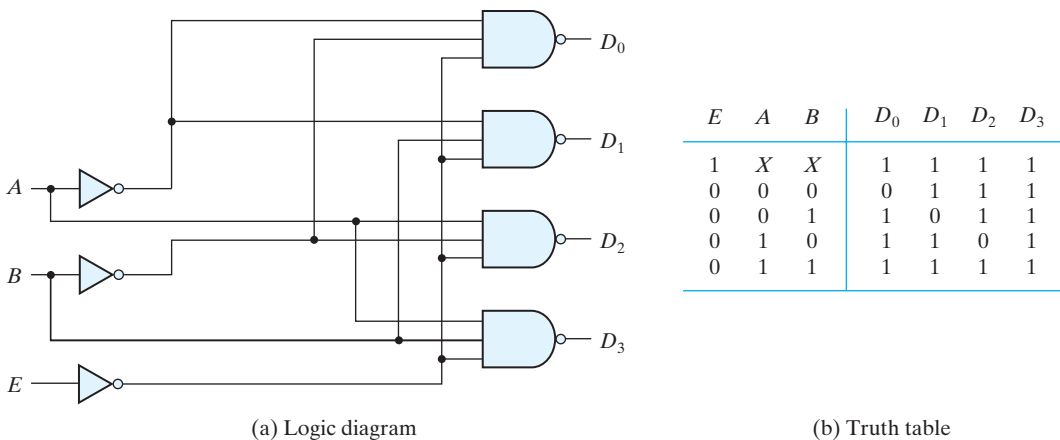 A
B
E
D0
D1
D2
D3
(a) Logic diagram
E A B D0 D1 D2 D3
1 X X 1 1 1 1
0 0 0 0 1 1 1
0 0 1 1 0 1 1
0 1 0 1 1 0 1
0 1 1 1 1 1 1
(b) Truth table